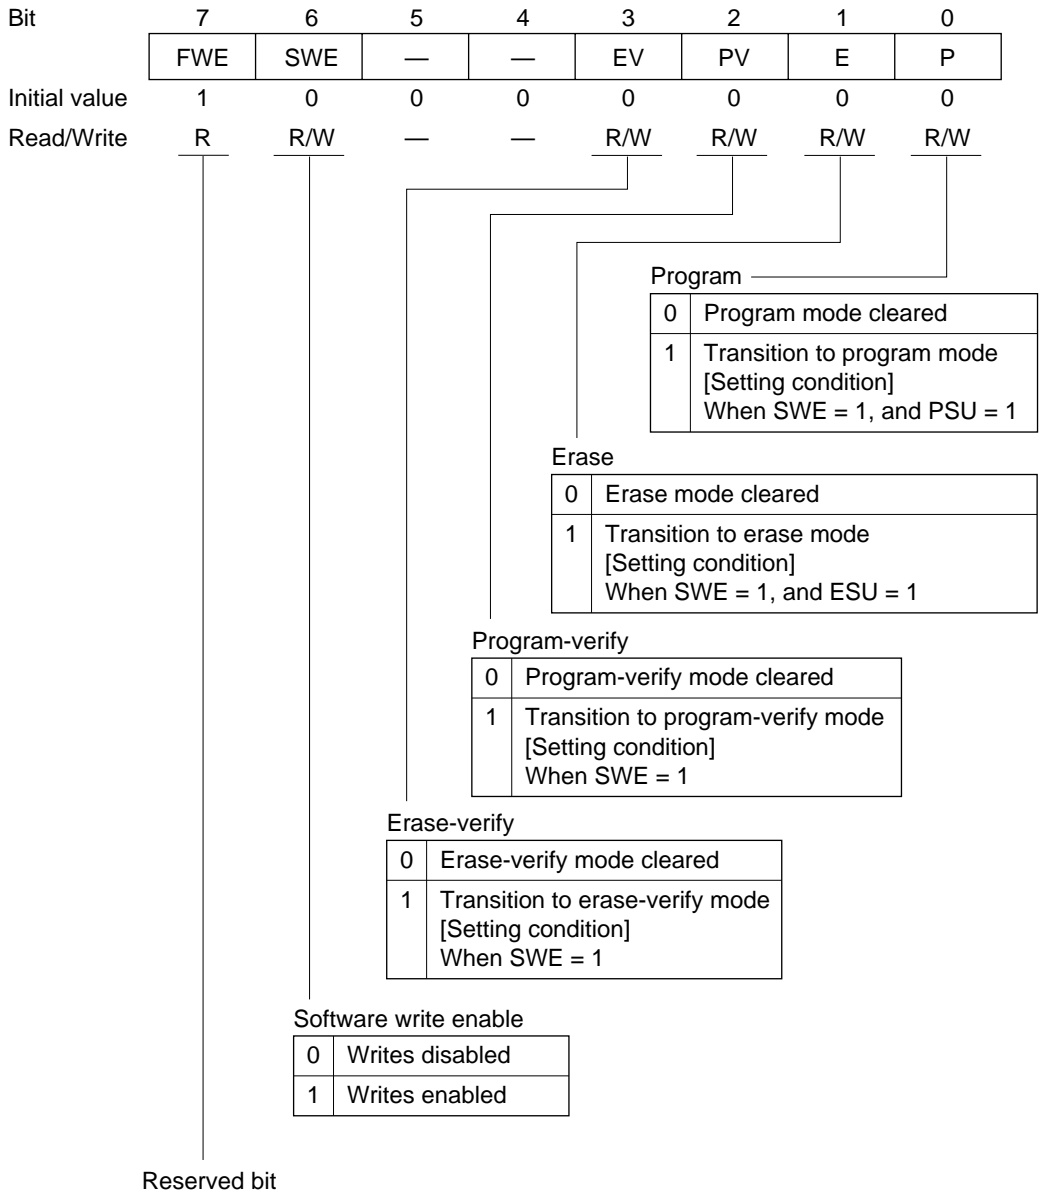 Bit 7 6 5 4 3 2 1 0
FWE SWE — — EV PV E P
Initial value 1 0 0 0 0 0 0 0
Read/Write R R/W — — R/W R/W R/W R/W
Program
0 Program mode cleared
1 Transition to program mode
[Setting condition]
When SWE = 1, and PSU = 1
Erase
0 Erase mode cleared
1 Transition to erase mode
[Setting condition]
When SWE = 1, and ESU = 1
Program-verify
0 Program-verify mode cleared
1 Transition to program-verify mode
[Setting condition]
When SWE = 1
Erase-verify
0 Erase-verify mode cleared
1 Transition to erase-verify mode
[Setting condition]
When SWE = 1
Software write enable
0 Writes disabled
1 Writes enabled
Reserved bit